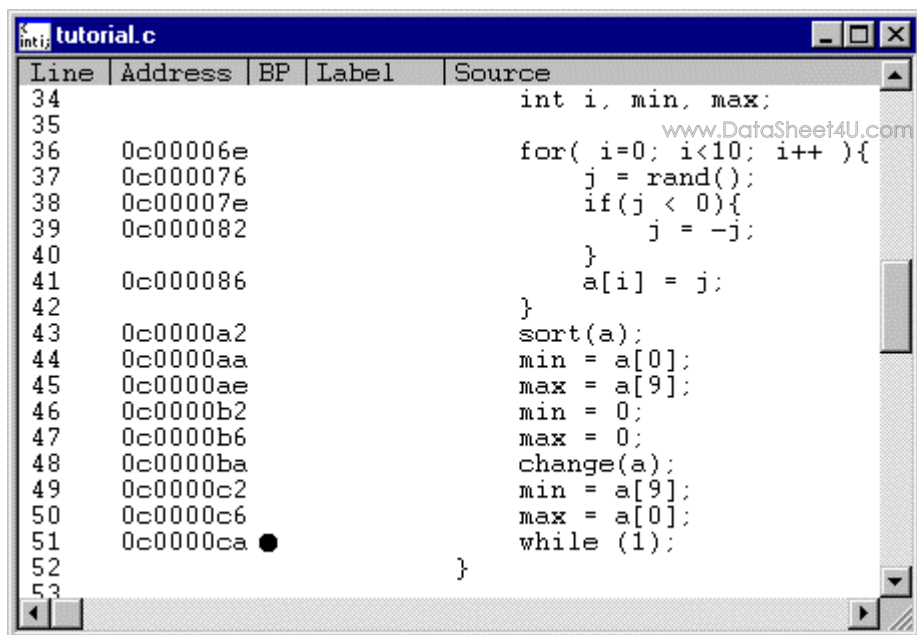 inti; tutorial.c
Line Address BP Label Source
34 int i, min, max;
35
www.DataSheet4U.com
36 0c00006e for( i=0; i<10; i++ ){
37 0c000076 j = rand();
38 0c00007e if(j < 0){
39 0c000082 j = -j;
40 }
41 0c000086 a[i] = j;
42 }
43 0c0000a2 sort(a);
44 0c0000aa min = a[0];
45 0c0000ae max = a[9];
46 0c0000b2 min = 0;
47 0c0000b6 max = 0;
48 0c0000ba change(a);
49 0c0000c2 min = a[9];
50 0c0000c6 max = a[0];
51 0c0000ca while (1);
52 }
53